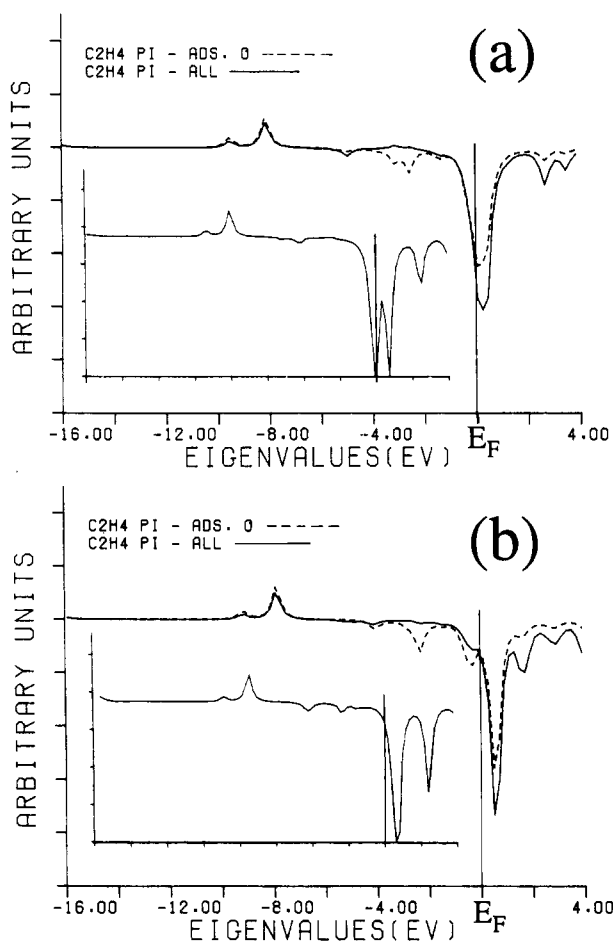 (a)
C2H4 PI - ADS. O
C2H4 PI - ALL
ARBITRARY UNITS
-16.00 -12.00 -8.00 -4.00 E_F 4.00
EIGENVALUES(EV)
(b)
C2H4 PI - ADS. O
C2H4 PI - ALL
ARBITRARY UNITS
-16.00 -12.00 -8.00 -4.00 E_F 4.00
EIGENVALUES(EV)